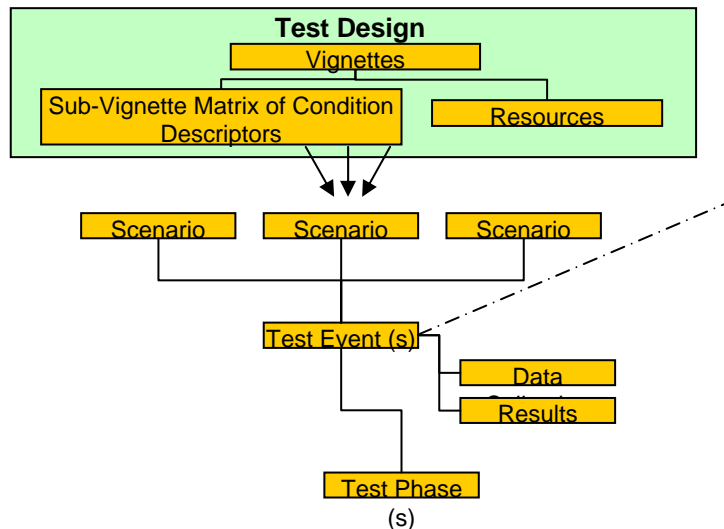 Test Design
Vignettes
Sub-Vignette Matrix of Condition
Descriptors
Resources
Scenario
Scenario
Scenario
Test Event (s)
Data
Results
Test Phase
(s)